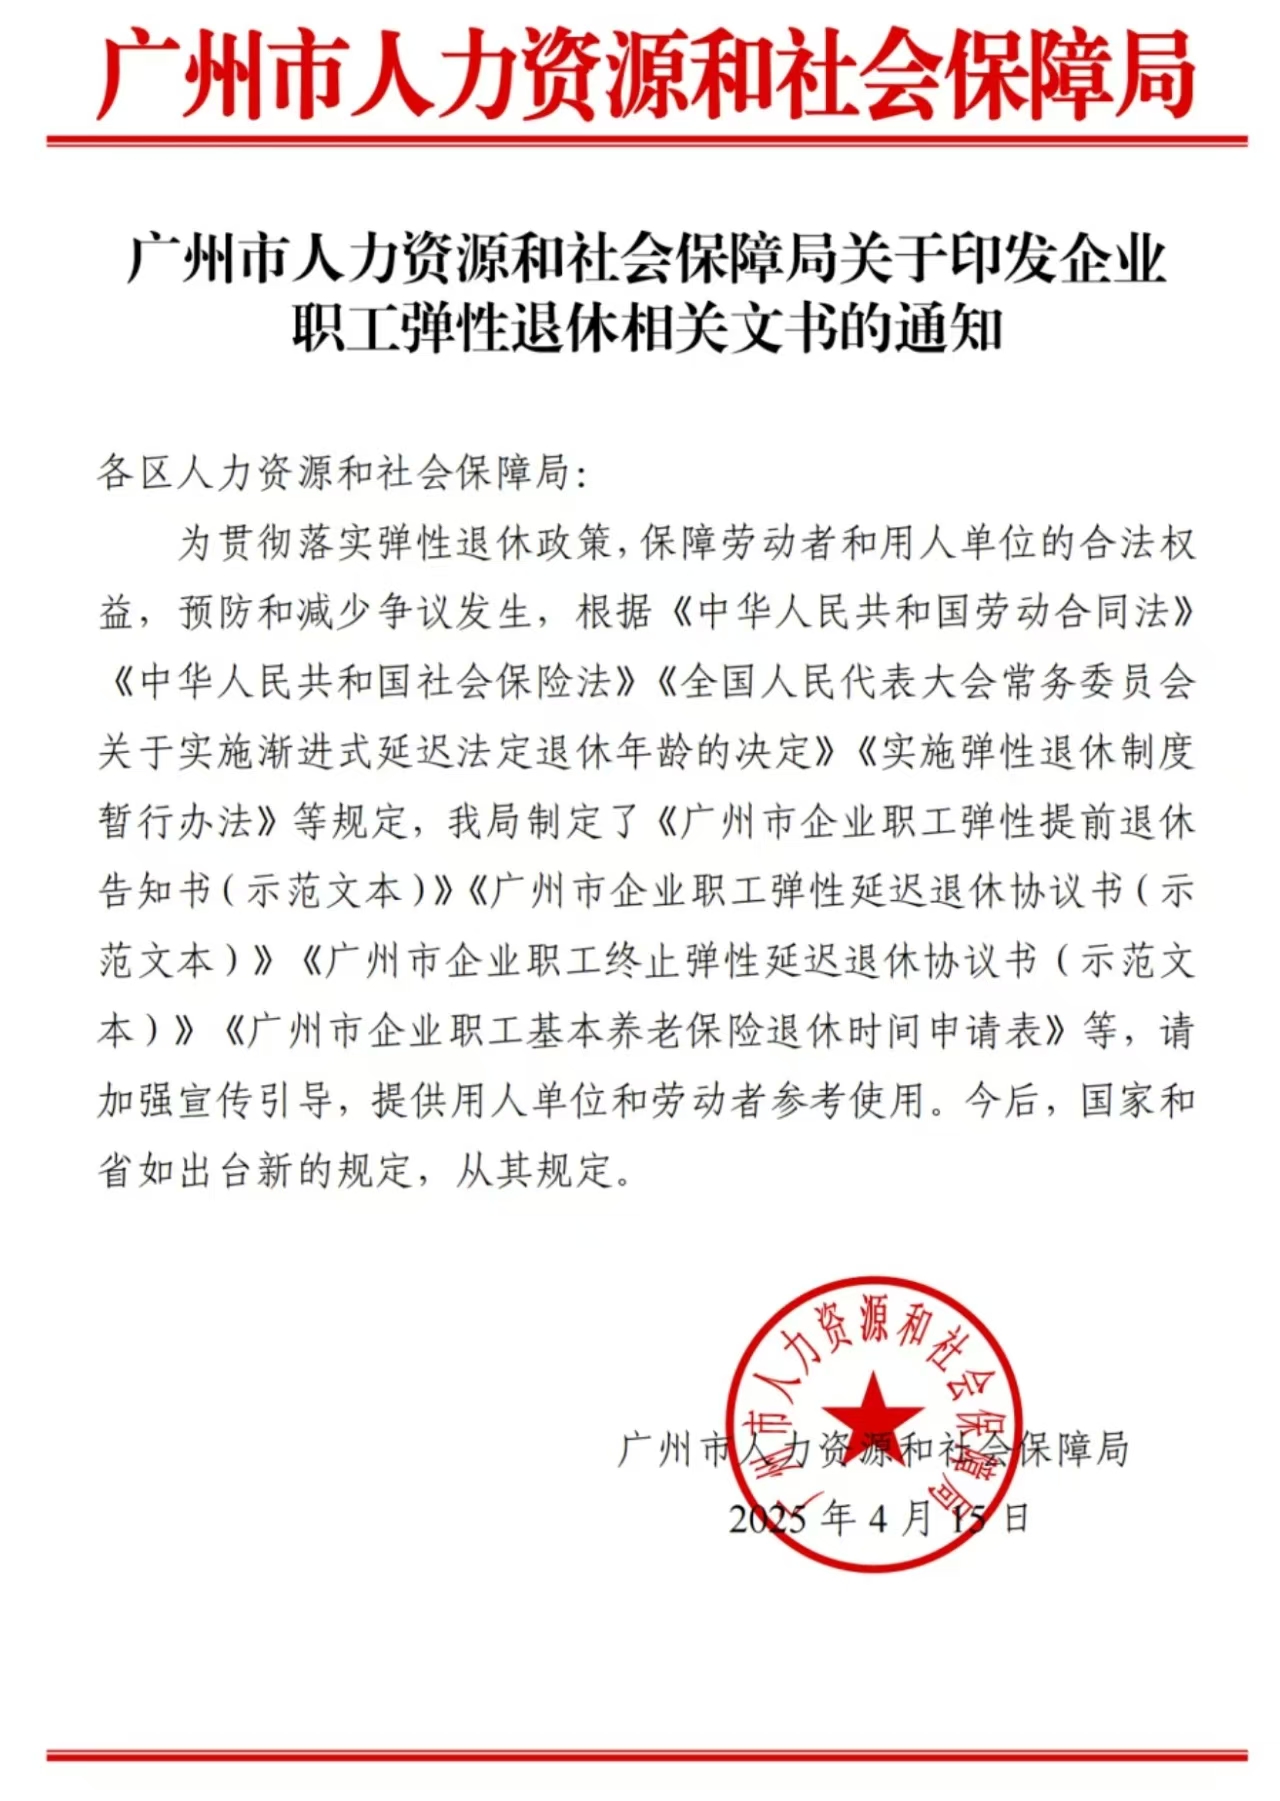 广州市人力资源和社会保障局
广州市人力资源和社会保障局关于印发企业
职工弹性退休相关文书的通知
各区人力资源和社会保障局：
为贯彻落实弹性退休政策，保障劳动者和用人单位的合法权
益，预防和减少争议发生，根据《中华人民共和国劳动合同法》
《中华人民共和国社会保险法》《全国人民代表大会常务委员会
关于实施渐进式延迟法定退休年龄的决定》《实施弹性退休制度
暂行办法》等规定，我局制定了《广州市企业职工弹性提前退休
告知书（示范文本）》《广州市企业职工弹性延迟退休协议书（示
范文本）》《广州市企业职工终止弹性延迟退休协议书（示范文
本）》《广州市企业职工基本养老保险退休时间申请表》等，请
加强宣传引导，提供用人单位和劳动者参考使用。今后，国家和
省如出台新的规定，从其规定。
广州市人力资源和社会保障局
广州市人力资源和社会保障局
2025 年 4 月 15 日